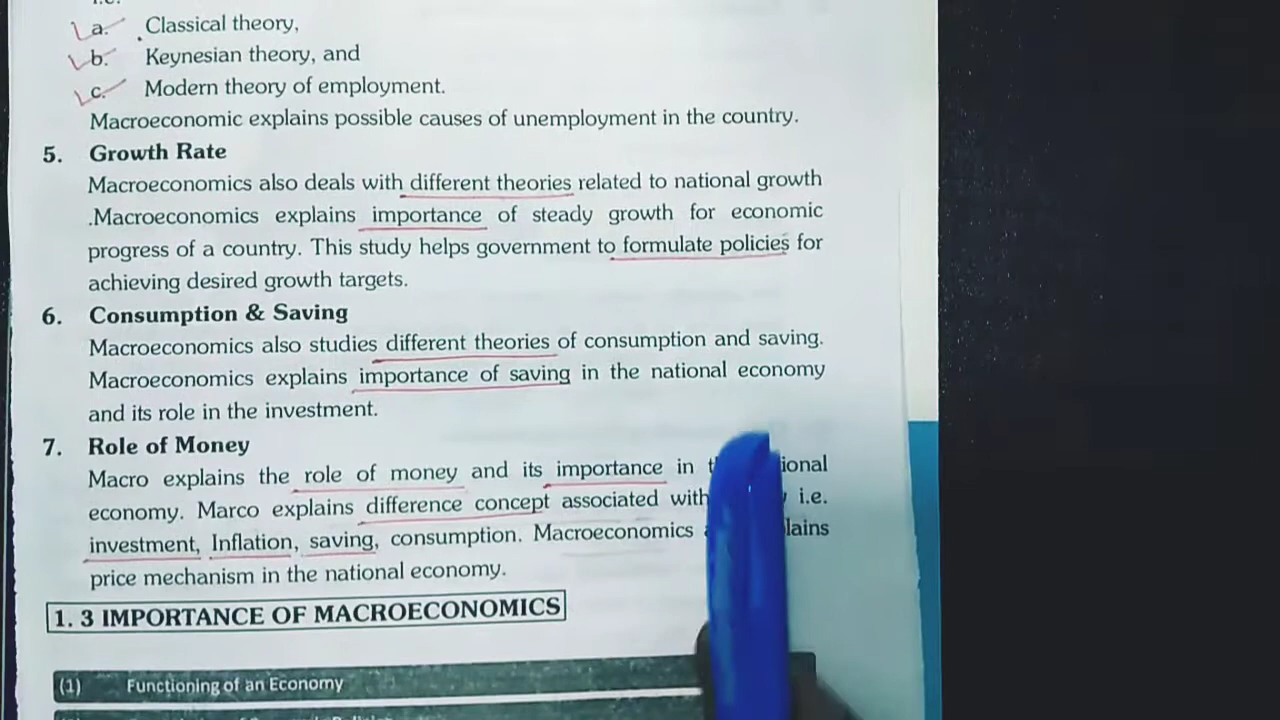 a. Classical theory,
b. Keynesian theory, and
c. Modern theory of employment.
Macroeconomic explains possible causes of unemployment in the country.
5. Growth Rate
Macroeconomics also deals with different theories related to national growth
.Macroeconomics explains importance of steady growth for economic
progress of a country. This study helps government to formulate policies for
achieving desired growth targets.
6. Consumption & Saving
Macroeconomics also studies different theories of consumption and saving.
Macroeconomics explains importance of saving in the national economy
and its role in the investment.
7. Role of Money
Macro explains the role of money and its importance in
economy. Marco explains difference concept associated with i.e.
investment, Inflation, saving, consumption. Macroeconomics
price mechanism in the national economy.
1. 3 IMPORTANCE OF MACROECONOMICS
(1) Functioning of an Economy